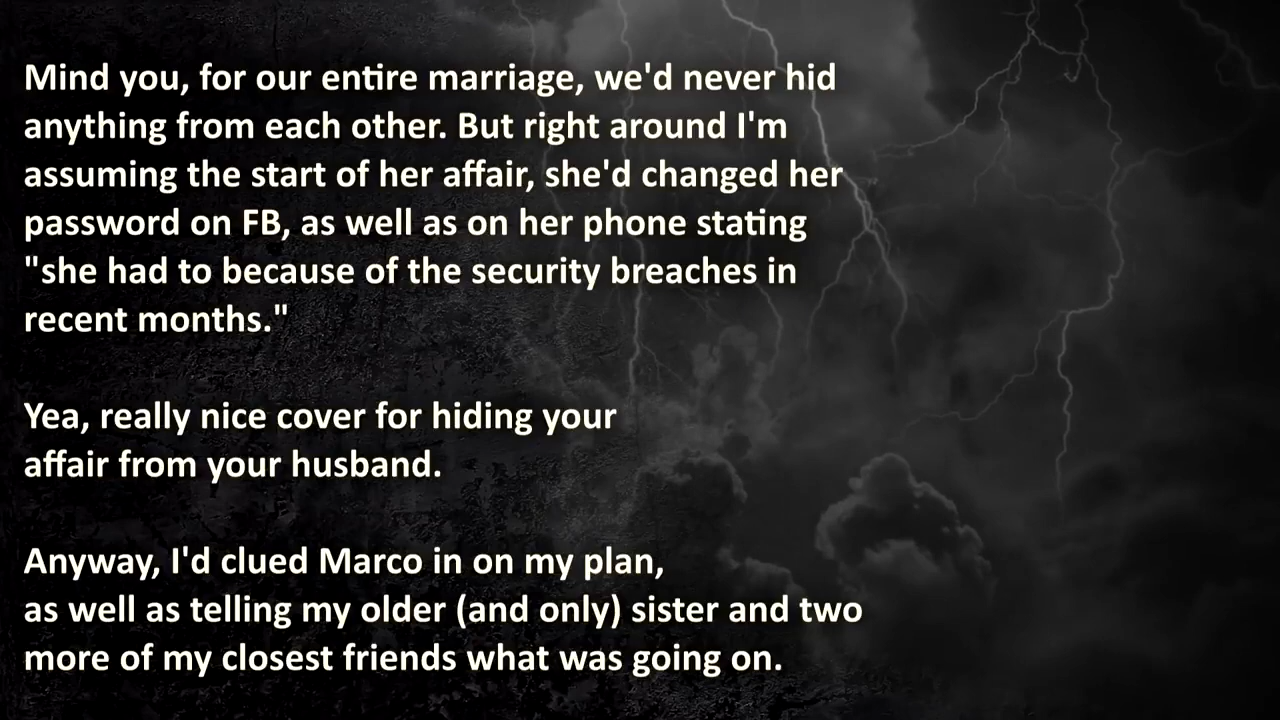 Mind you, for our entire marriage, we'd never hid
anything from each other. But right around I'm
assuming the start of her affair, she'd changed her
password on FB, as well as on her phone stating
"she had to because of the security breaches in
recent months."
Yea, really nice cover for hiding your
affair from your husband.
Anyway, I'd clued Marco in on my plan,
as well as telling my older (and only) sister and two
more of my closest friends what was going on.